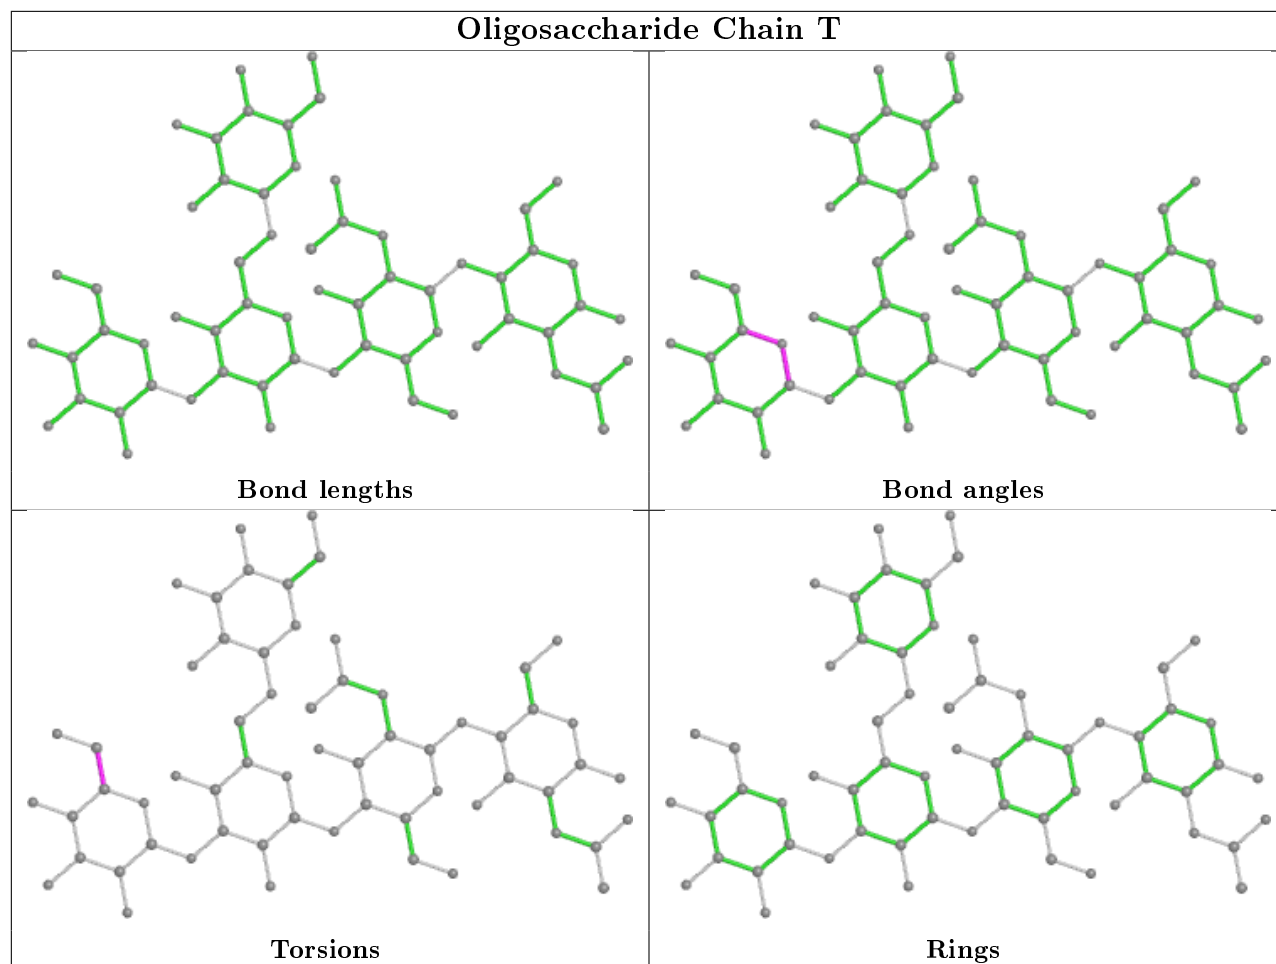 Oligosaccharide Chain T
Bond lengths
Bond angles
Torsions
Rings